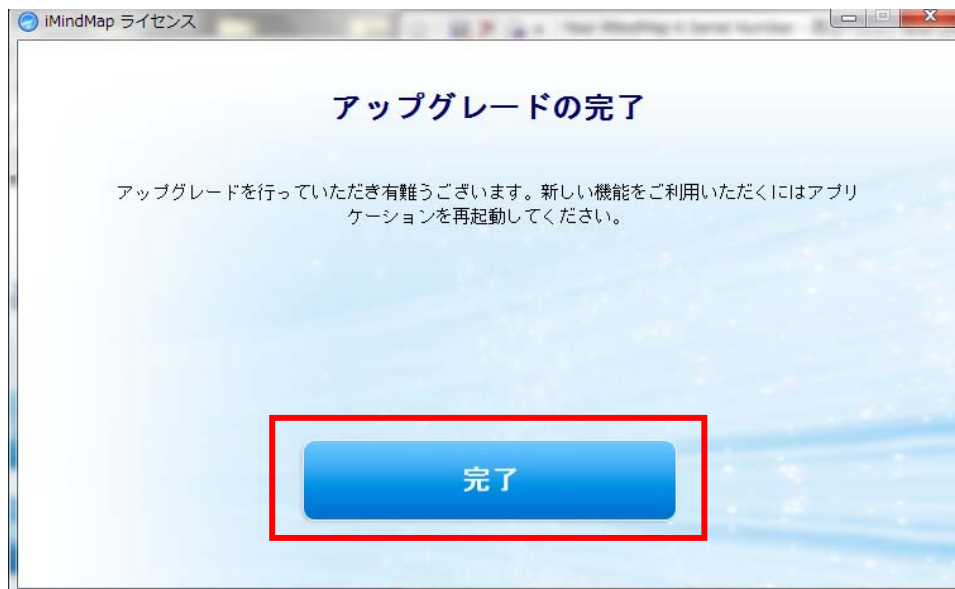 iMindMap ライセンス
アップグレードの完了
アップグレードを行っていただき有難うございます。新しい機能をご利用いただくにはアプリ
ケーションを再起動してください。
完了